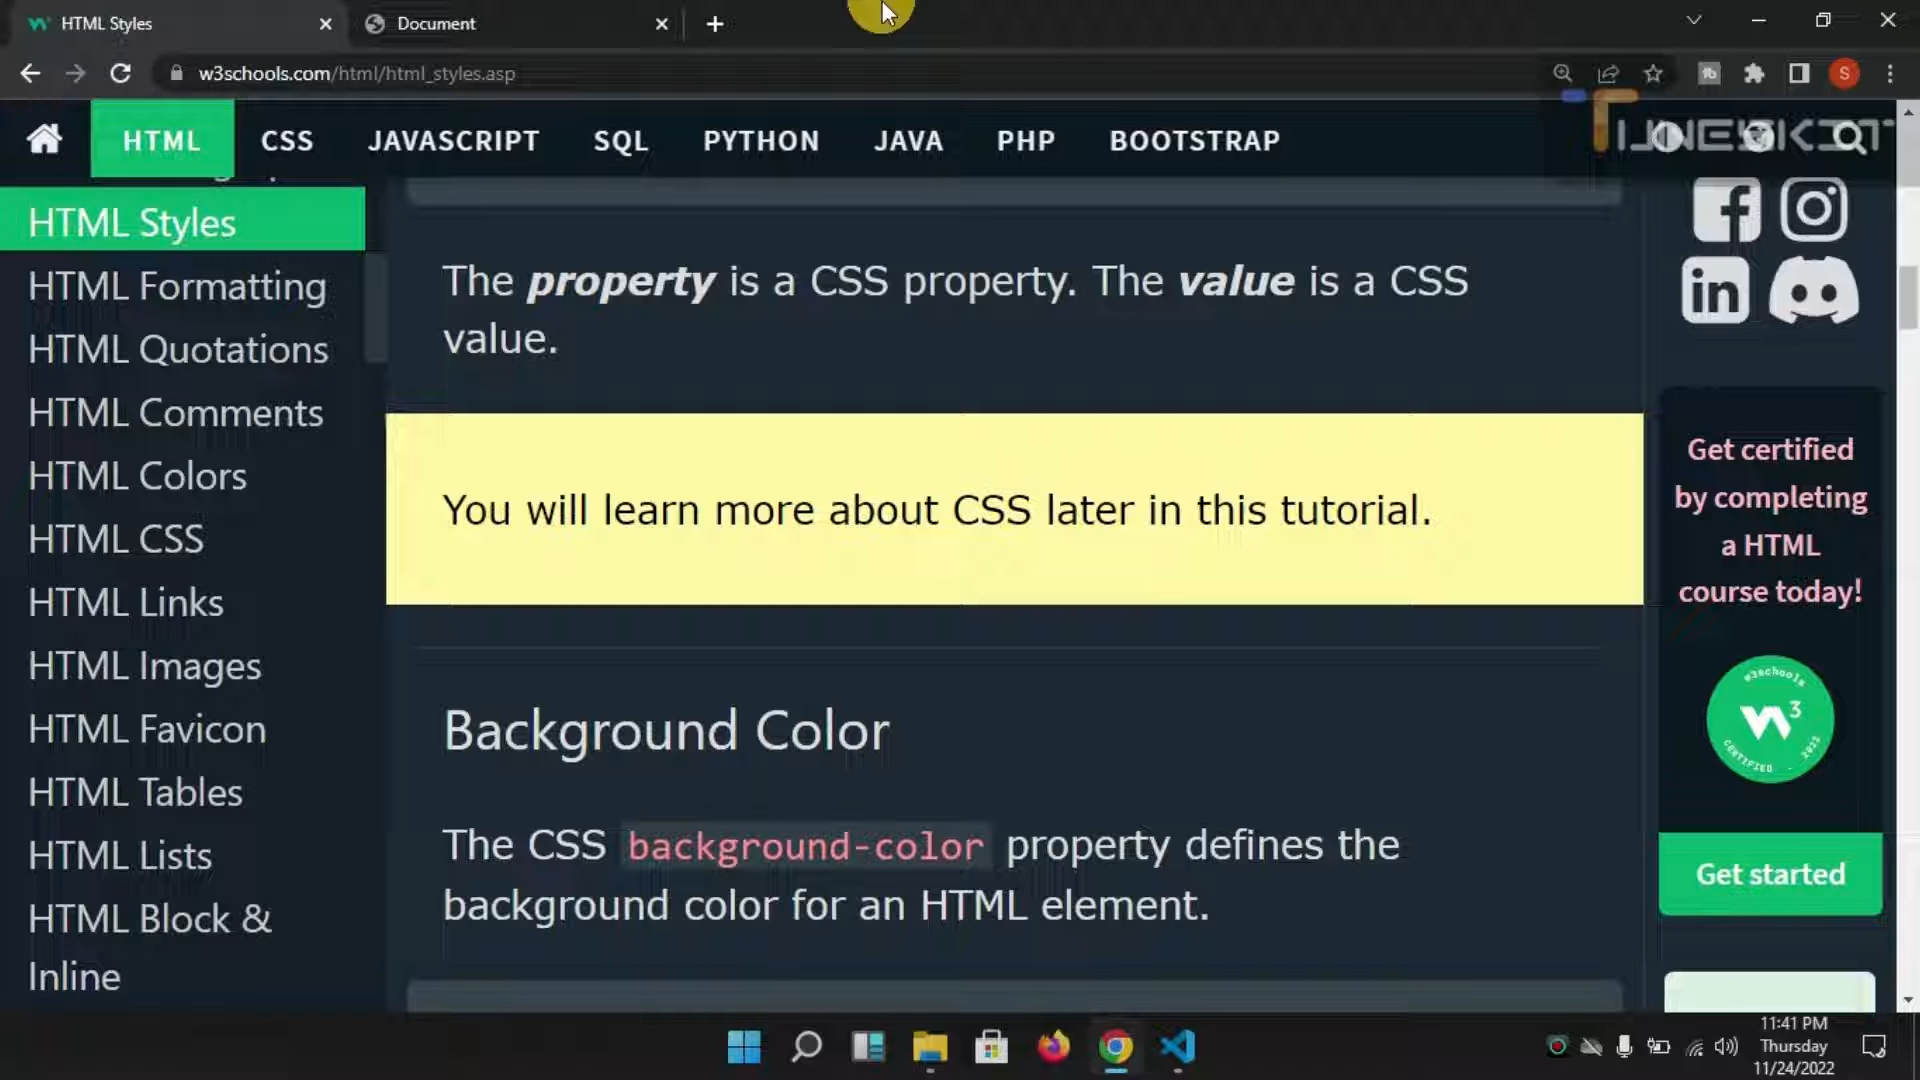 HTML Styles
Document
w3schools.com/html/html_styles.asp
S
HTML
CSS
JAVASCRIPT
SQL
PYTHON
JAVA
PHP
BOOTSTRAP
HTML Styles
HTML Formatting
HTML Quotations
HTML Comments
HTML Colors
HTML CSS
HTML Links
HTML Images
HTML Favicon
HTML Tables
HTML Lists
HTML Block &
Inline
The property is a CSS property. The value is a CSS
value.
You will learn more about CSS later in this tutorial.
Background Color
The CSS background-color property defines the
background color for an HTML element.
Get certified
by completing
a HTML
course today!
w3schools
CERTIFIED - 2022
Get started
11:41 PM
Thursday
11/24/2022